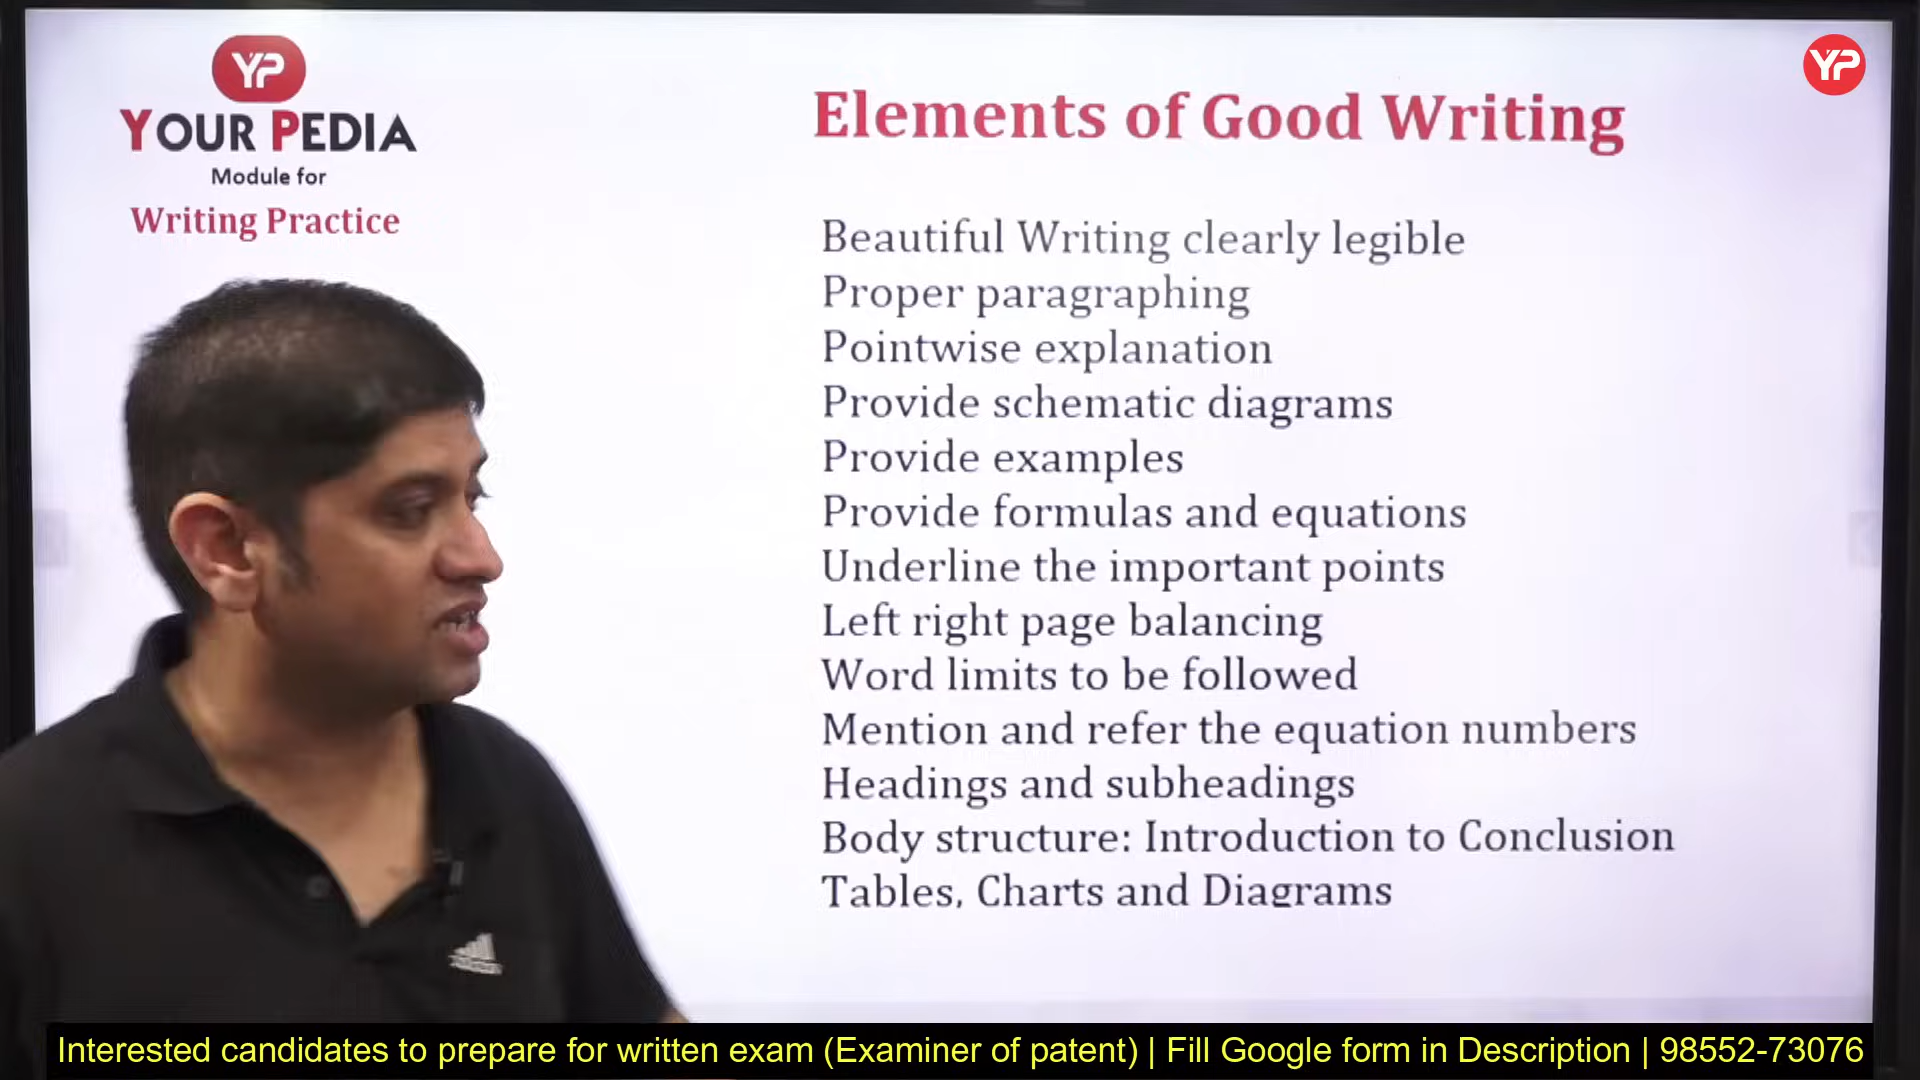 YP
YOUR PEDIA
Module for
Writing Practice
YP
Elements of Good Writing
Beautiful Writing clearly legible
Proper paragraphing
Pointwise explanation
Provide schematic diagrams
Provide examples
Provide formulas and equations
Underline the important points
Left right page balancing
Word limits to be followed
Mention and refer the equation numbers
Headings and subheadings
Body structure: Introduction to Conclusion
Tables, Charts and Diagrams
Interested candidates to prepare for written exam (Examiner of patent) | Fill Google form in Description | 98552-73076